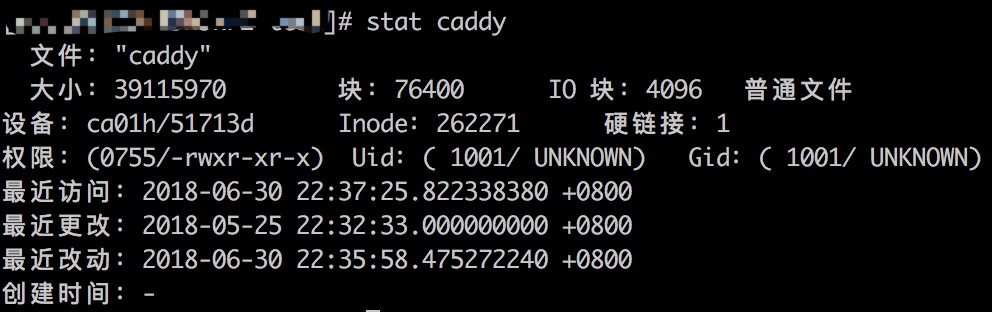 ]# stat caddy
文件："caddy"
大小：39115970 块：76400 IO 块：4096 普通文件
设备：ca01h/51713d Inode：262271 硬链接：1
权限：(0755/-rwxr-xr-x) Uid：( 1001/ UNKNOWN) Gid：( 1001/ UNKNOWN)
最近访问：2018-06-30 22:37:25.822338380 +0800
最近更改：2018-05-25 22:32:33.000000000 +0800
最近改动：2018-06-30 22:35:58.475272240 +0800
创建时间：-